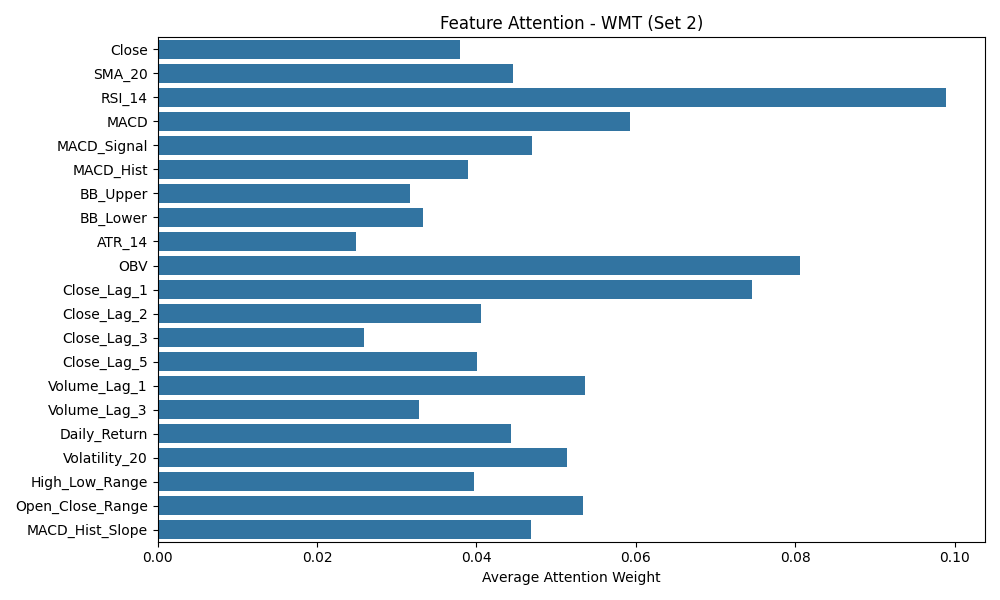 Feature Attention - WMT (Set 2)
Close
SMA_20
RSI_14
MACD
MACD_Signal
MACD_Hist
BB_Upper
BB_Lower
ATR_14
OBV
Close_Lag_1
Close_Lag_2
Close_Lag_3
Close_Lag_5
Volume_Lag_1
Volume_Lag_3
Daily_Return
Volatility_20
High_Low_Range
Open_Close_Range
MACD_Hist_Slope
0.00 0.02 0.04 0.06 0.08 0.10
Average Attention Weight